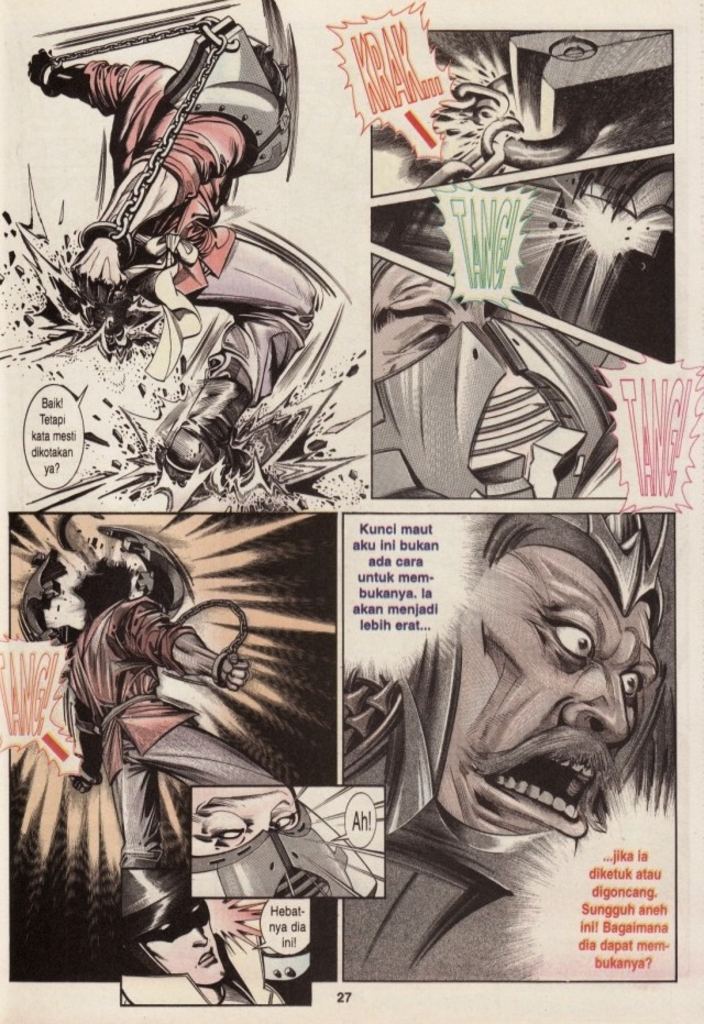 KRAK...
TANG!
TANG!
Baik!
Tetapi
kata mesti
dikotakan
ya?
TANG!
Kunci maut
aku ini bukan
ada cara
untuk mem-
bukanya. Ia
akan menjadi
lebih erat...
Ah!
Hebat-
nya dia
ini!
...jika ia
diketuk atau
digoncang.
Sungguh aneh
ini! Bagaimana
dia dapat mem-
bukanya?
27